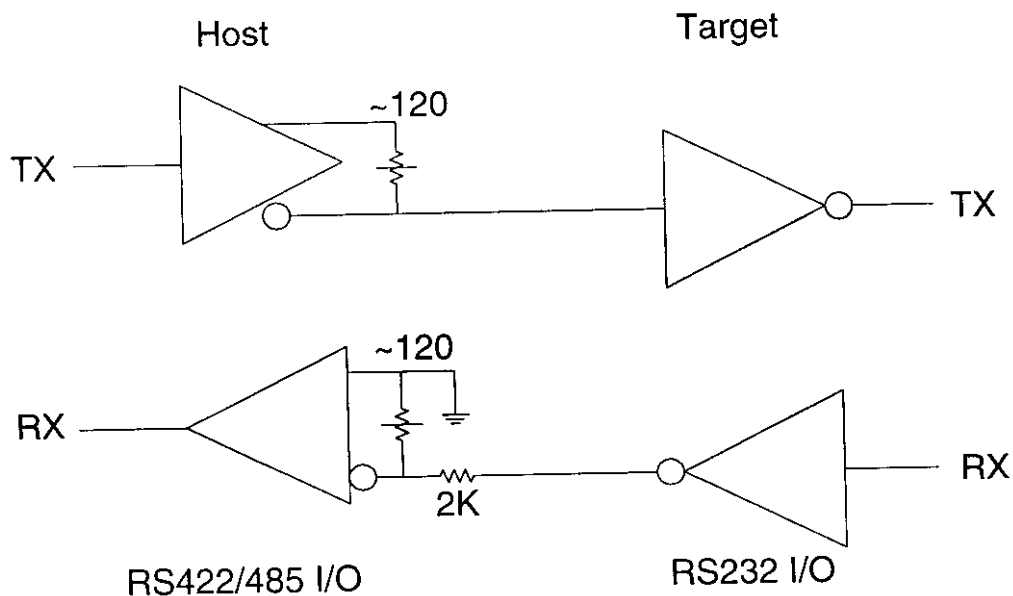 Host
Target
~120
TX
TX
~120
RX
RX
2K
RS422/485 I/O
RS232 I/O